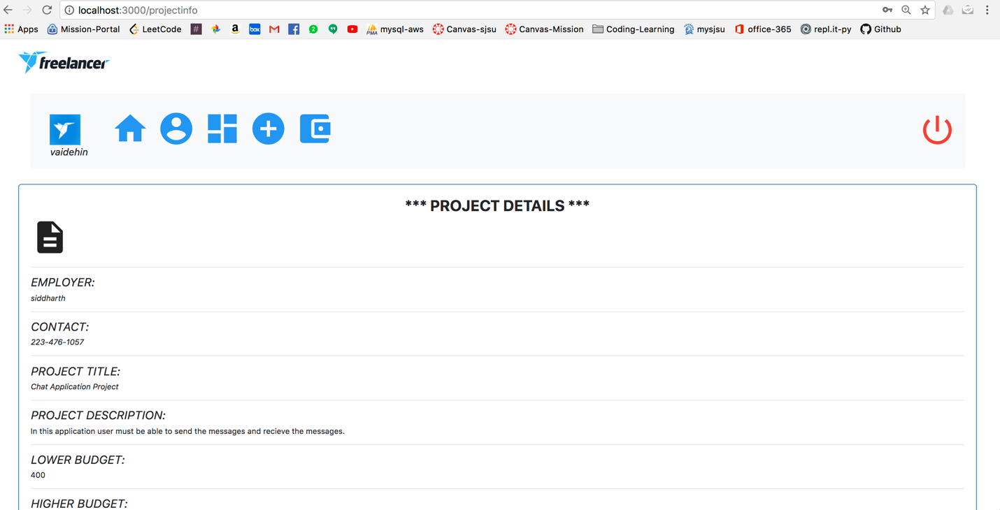 localhost:3000/projectinfo
Apps Mission-Portal LeetCode # a box 2 PMA mysql-aws Canvas-sjsu Canvas-Mission Coding-Learning mysjsu office-365 repl.it-py Github
freelancer
vaidehin
*** PROJECT DETAILS ***
EMPLOYER:
siddharth
CONTACT:
223-476-1057
PROJECT TITLE:
Chat Application Project
PROJECT DESCRIPTION:
In this application user must be able to send the messages and recieve the messages.
LOWER BUDGET:
400
HIGHER BUDGET: